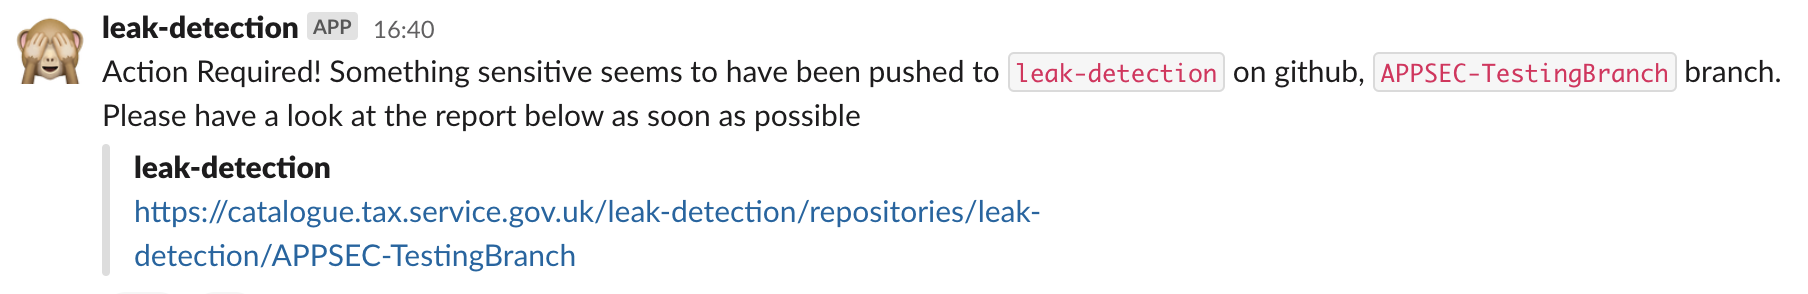 leak-detection APP 16:40
Action Required! Something sensitive seems to have been pushed to leak-detection on github, APPSEC-TestingBranch branch.
Please have a look at the report below as soon as possible
leak-detection
https://catalogue.tax.service.gov.uk/leak-detection/repositories/leak-
detection/APPSEC-TestingBranch